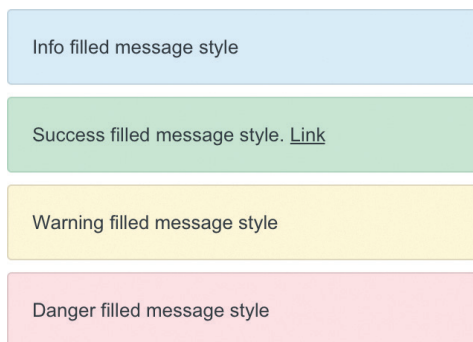 Info filled message style
Success filled message style. Link
Warning filled message style
Danger filled message style